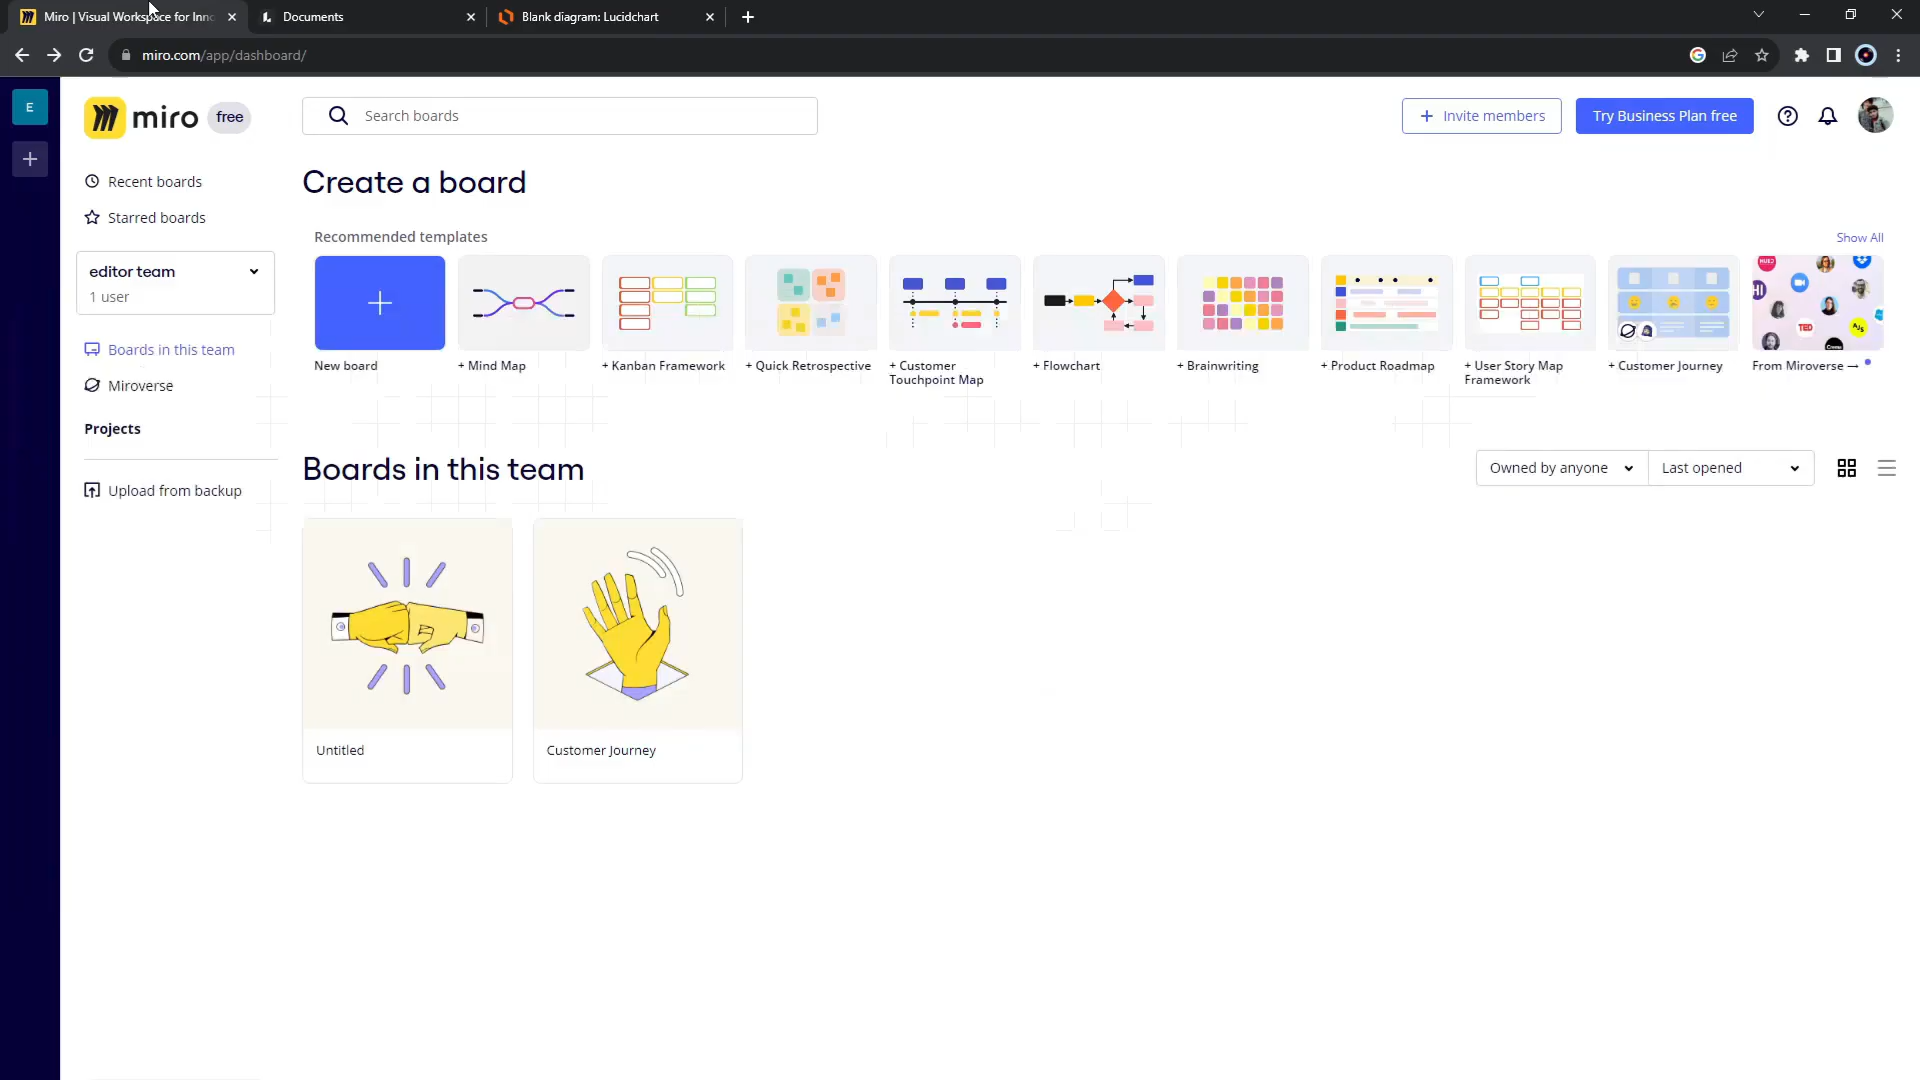 Miro | Visual Workspace for Inno
Documents
Blank diagram: Lucidchart
miro.com/app/dashboard/
E
miro
free
Search boards
Invite members
Try Business Plan free
Recent boards
Starred boards
editor team
1 user
Boards in this team
Miroverse
Projects
Upload from backup
Create a board
Recommended templates
Show All
New board
+ Mind Map
+ Kanban Framework
+ Quick Retrospective
+ Customer
Touchpoint Map
+ Flowchart
+ Brainwriting
+ Product Roadmap
+ User Story Map
Framework
+ Customer Journey
TED
From Miroverse →
Boards in this team
Owned by anyone
Last opened
Untitled
Customer Journey